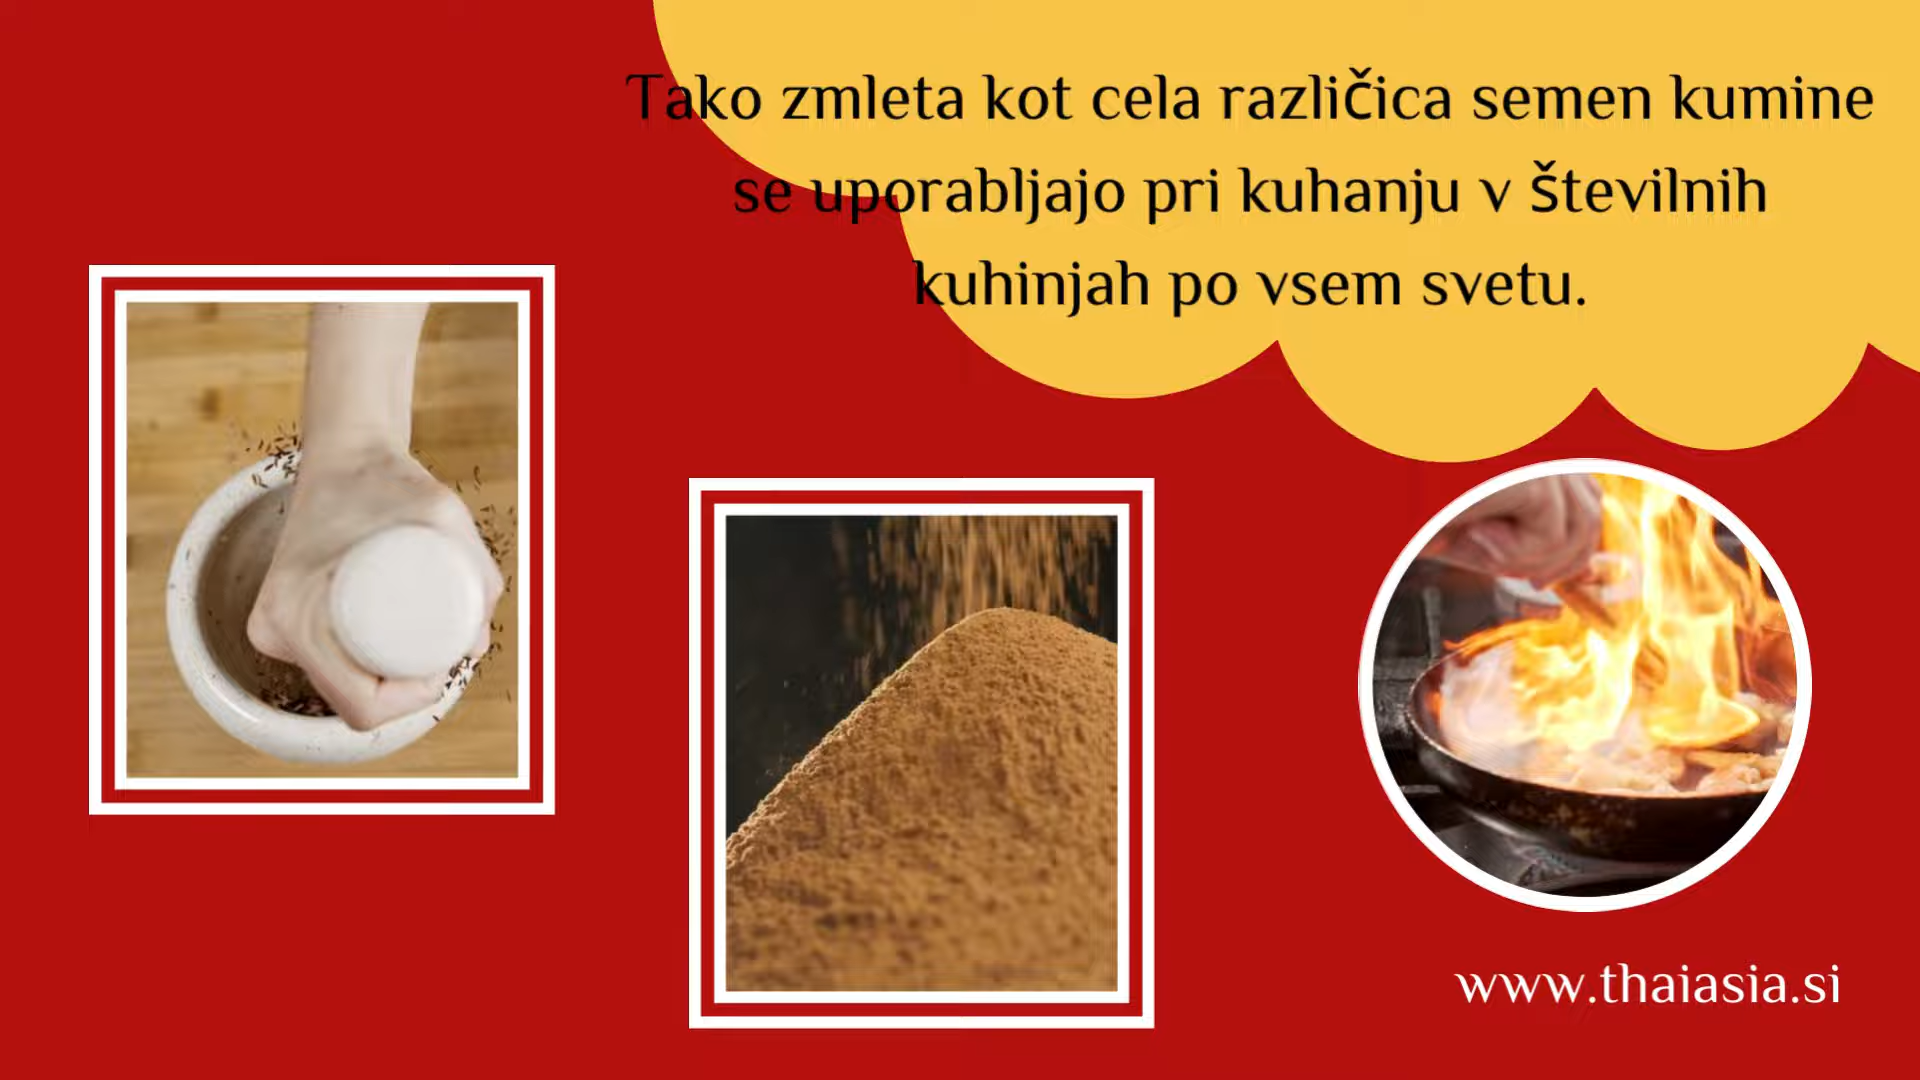 Tako zmleta kot cela različica semen kumine
se uporabljajo pri kuhanju v številnih
kuhinjah po vsem svetu.
www.thaiasia.si